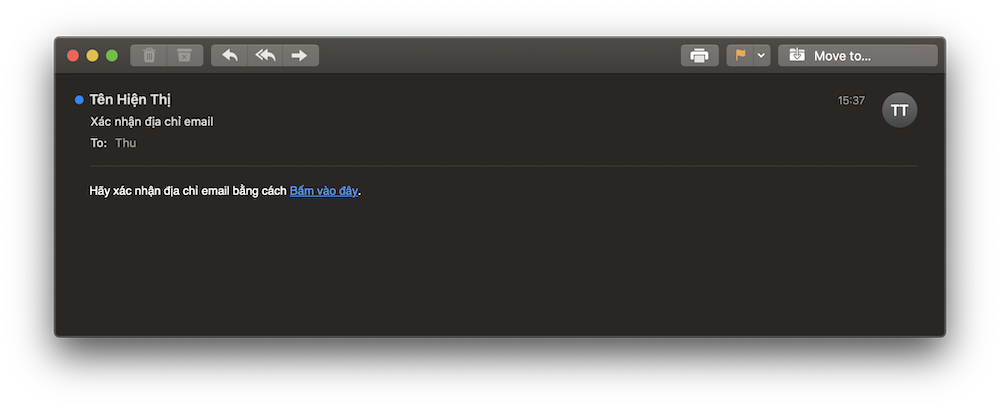 Move to...
Tên Hiện Thị
15:37
TT
Xác nhận địa chỉ email
To: Thu
Hãy xác nhận địa chỉ email bằng cách Bấm vào đây.